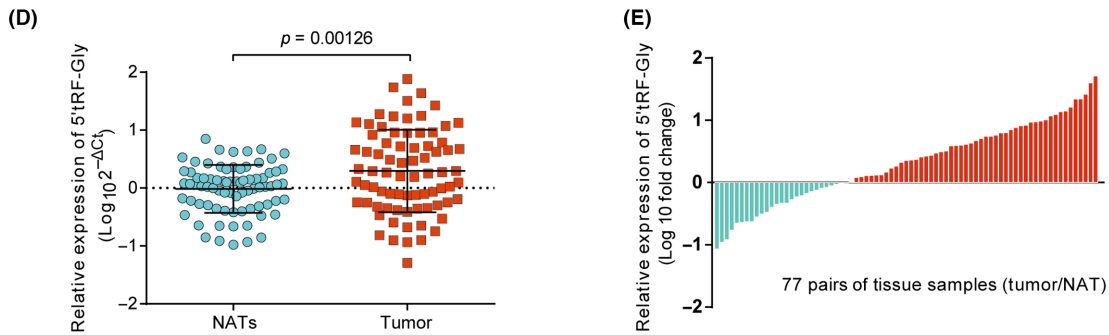 (D)
p = 0.00126
Relative expression of 5'tRF-Gly
(Log10 2−ΔCt)
2
1
0
−1
−2
NATs
Tumor
(E)
Relative expression of 5'tRF-Gly
(Log 10 fold change)
2
1
0
−1
−2
77 pairs of tissue samples (tumor/NAT)